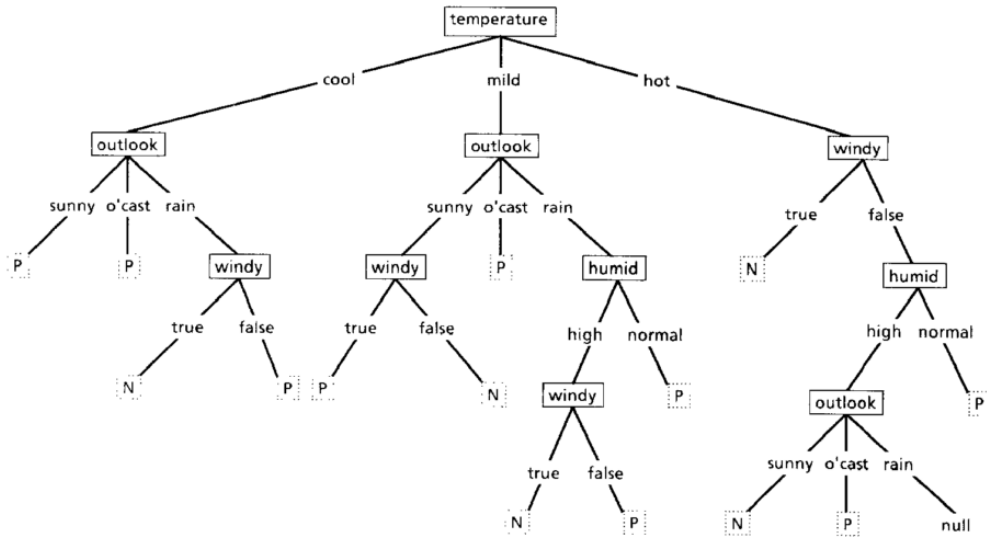 temperature
cool mild hot
outlook outlook windy
sunny o'cast rain sunny o'cast rain true false
P P windy windy P humid N humid
true false true false high normal high normal
N P P N windy P outlook P
true false sunny o'cast rain
N P N P null